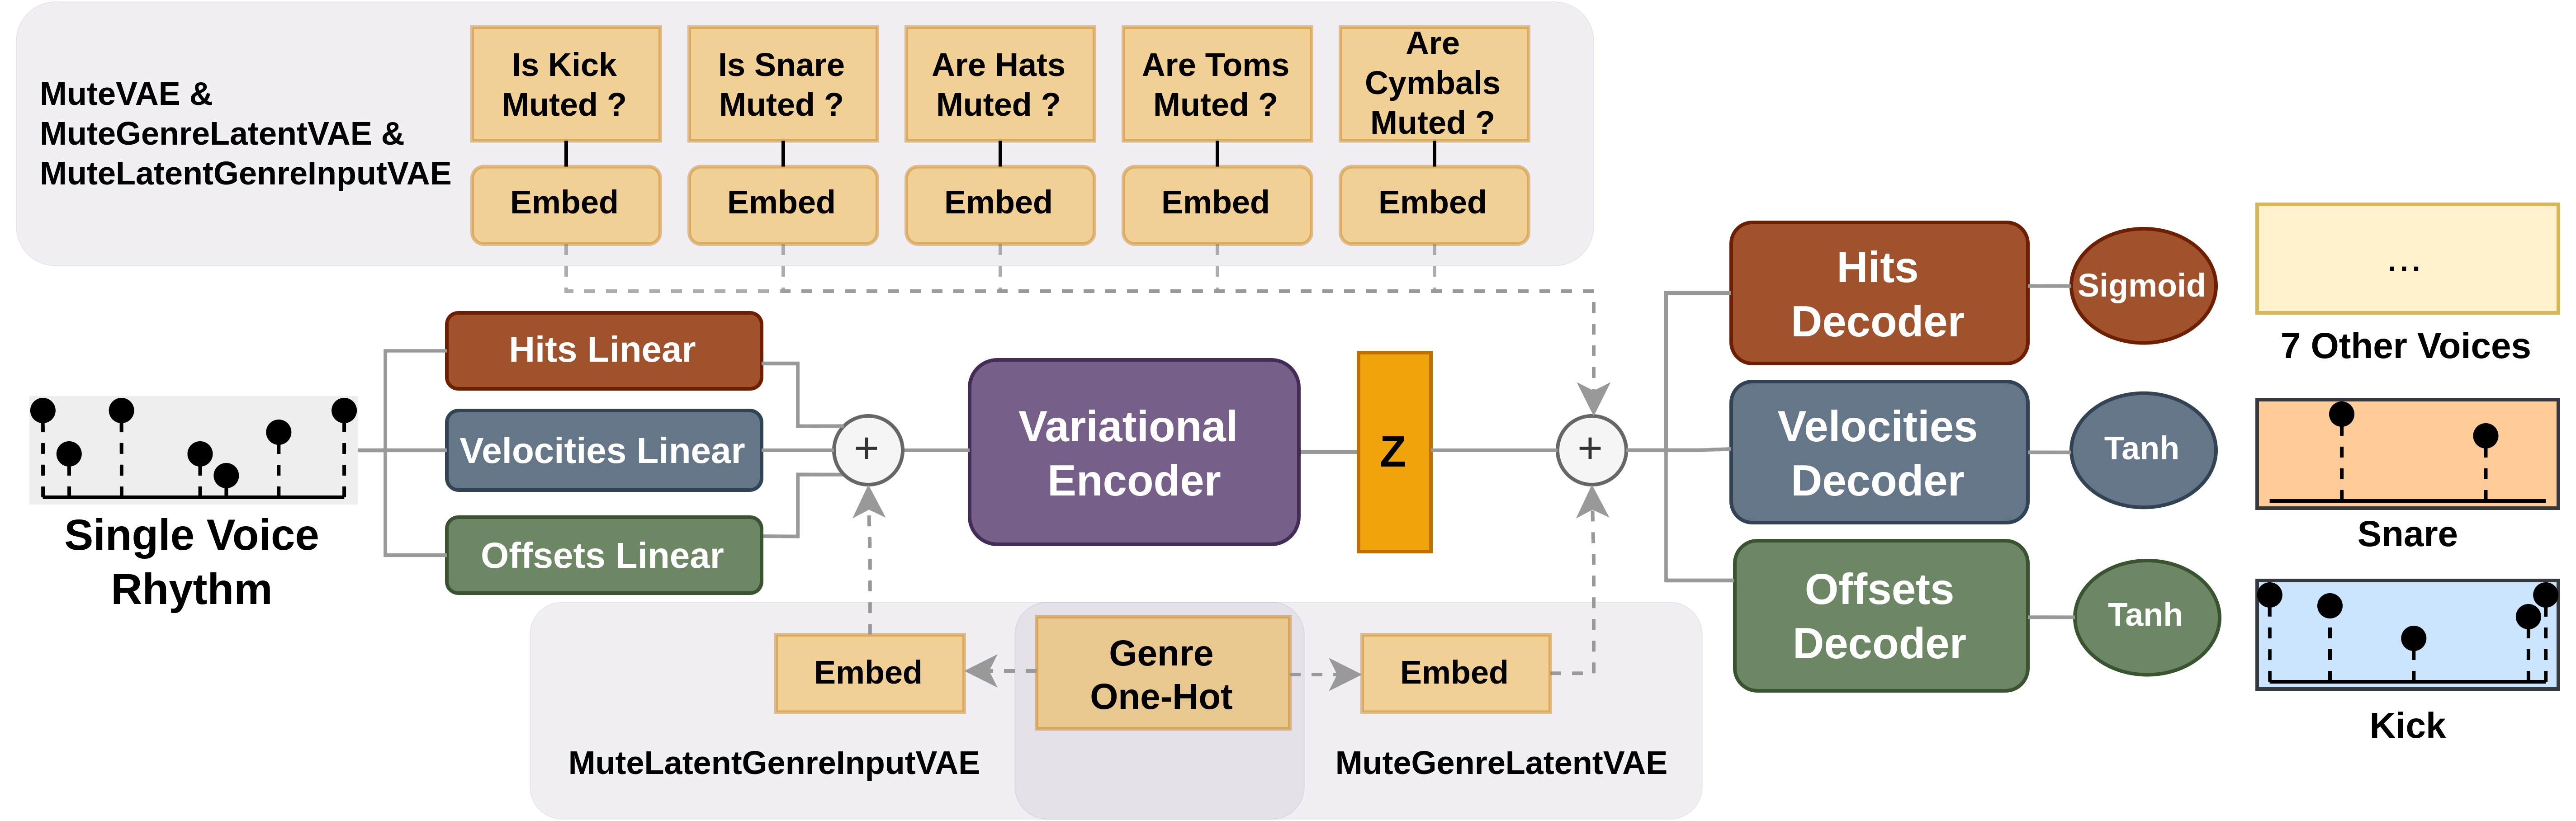 MuteVAE &
MuteGenreLatentVAE &
MuteLatentGenreInputVAE
Is Kick
Muted ?
Is Snare
Muted ?
Are Hats
Muted ?
Are Toms
Muted ?
Are
Cymbals
Muted ?
Embed
Embed
Embed
Embed
Embed
Single Voice
Rhythm
Hits Linear
Velocities Linear
Offsets Linear
+
Variational
Encoder
Z
+
Embed
Genre
One-Hot
Embed
MuteLatentGenreInputVAE
MuteGenreLatentVAE
Hits
Decoder
Velocities
Decoder
Offsets
Decoder
Sigmoid
Tanh
Tanh
...
7 Other Voices
Snare
Kick